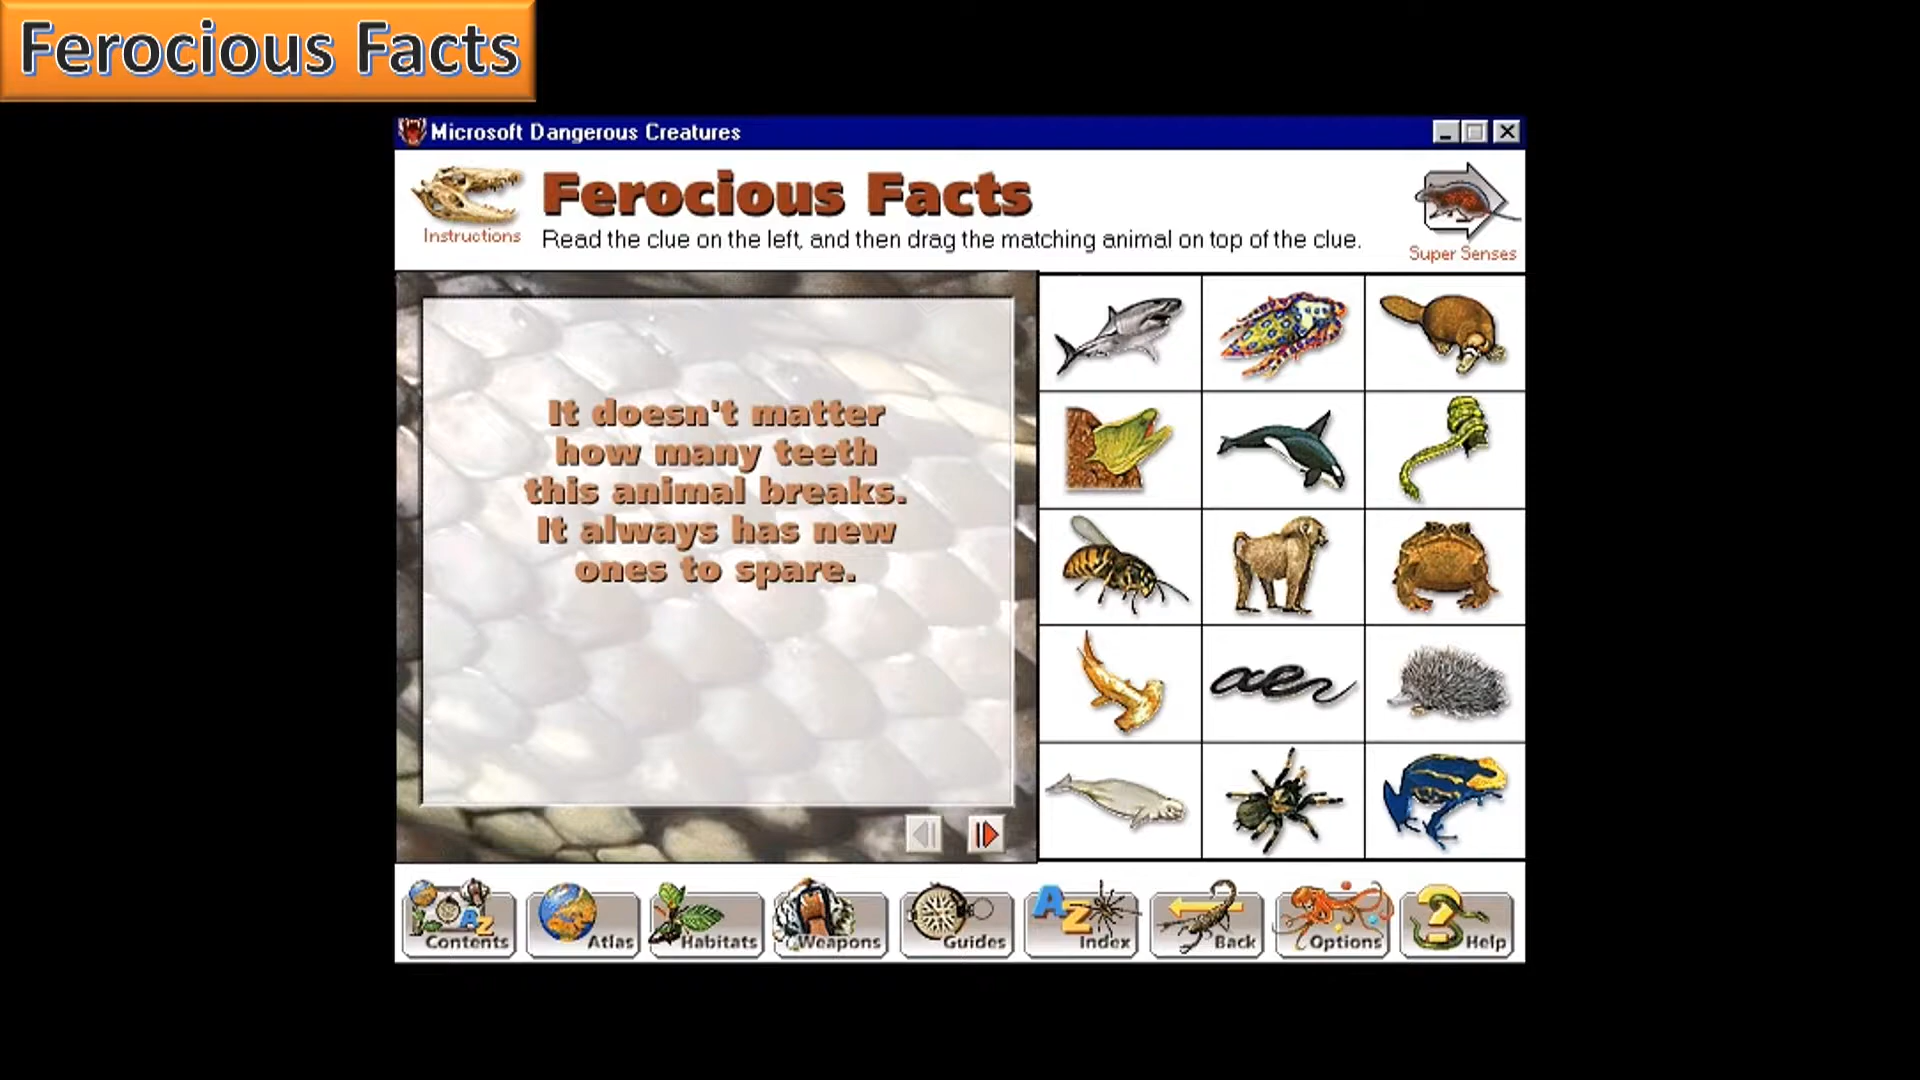 Ferocious Facts
Microsoft Dangerous Creatures
Ferocious Facts
Instructions
Read the clue on the left, and then drag the matching animal on top of the clue.
Super Senses
It doesn't matter
how many teeth
this animal breaks.
It always has new
ones to spare.
Contents
Atlas
Habitats
Weapons
Guides
AZ
Index
Back
Options
?
Help